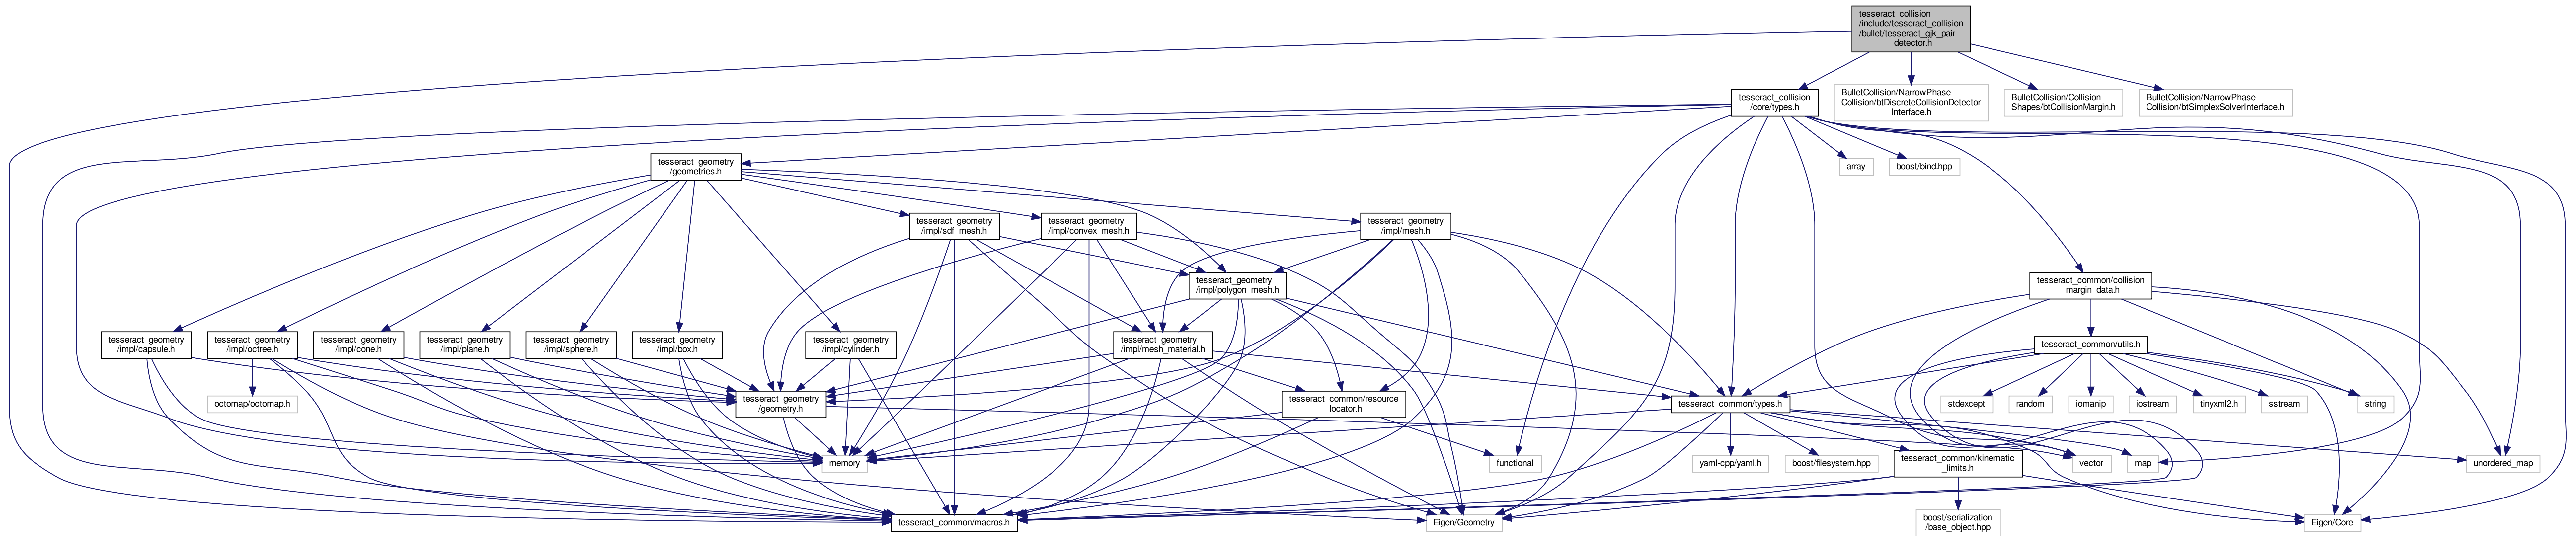 tesseract_collision
/include/tesseract_collision
/bullet/tesseract_gjk_pair
_detector.h
tesseract_collision
/core/types.h
BulletCollision/NarrowPhase
Collision/btDiscreteCollisionDetector
Interface.h
BulletCollision/Collision
Shapes/btCollisionMargin.h
BulletCollision/NarrowPhase
Collision/btSimplexSolverInterface.h
tesseract_geometry
/geometries.h
array
boost/bind.hpp
tesseract_geometry
/impl/sdf_mesh.h
tesseract_geometry
/impl/convex_mesh.h
tesseract_geometry
/impl/mesh.h
tesseract_geometry
/impl/polygon_mesh.h
tesseract_common/collision
_margin_data.h
tesseract_geometry
/impl/capsule.h
tesseract_geometry
/impl/octree.h
tesseract_geometry
/impl/cone.h
tesseract_geometry
/impl/plane.h
tesseract_geometry
/impl/sphere.h
tesseract_geometry
/impl/box.h
tesseract_geometry
/impl/cylinder.h
tesseract_geometry
/impl/mesh_material.h
tesseract_common/utils.h
octomap/octomap.h
tesseract_geometry
/geometry.h
tesseract_common/resource
_locator.h
tesseract_common/types.h
stdexcept
random
iomanip
iostream
tinyxml2.h
sstream
string
memory
functional
yaml-cpp/yaml.h
boost/filesystem.hpp
tesseract_common/kinematic
_limits.h
vector
map
unordered_map
tesseract_common/macros.h
Eigen/Geometry
boost/serialization
/base_object.hpp
Eigen/Core